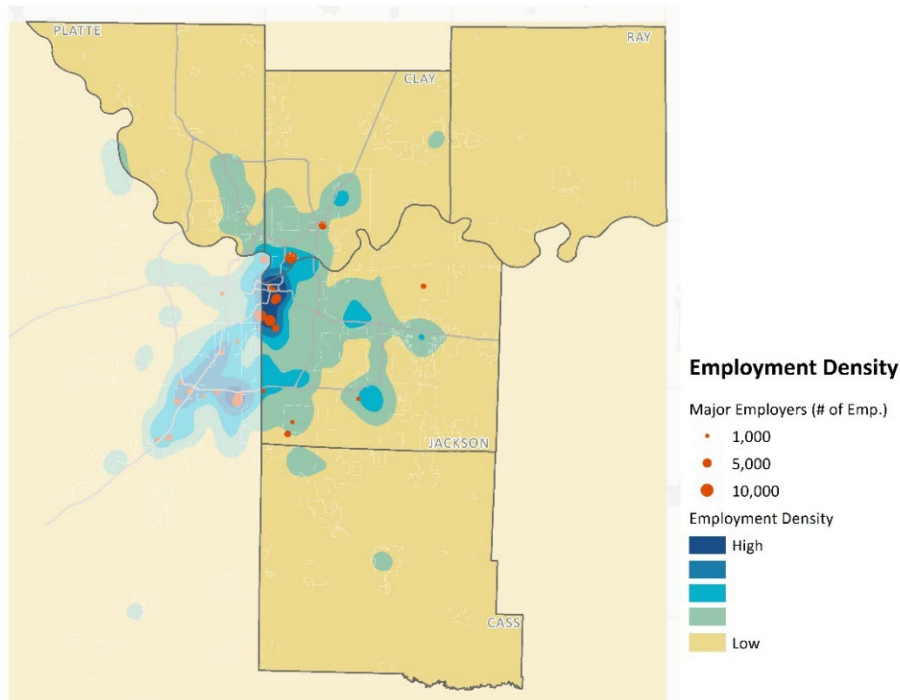 PLATTE
RAY
CLAY
JACKSON
CASS
Employment Density
Major Employers (# of Emp.)
1,000
5,000
10,000
Employment Density
High
Low